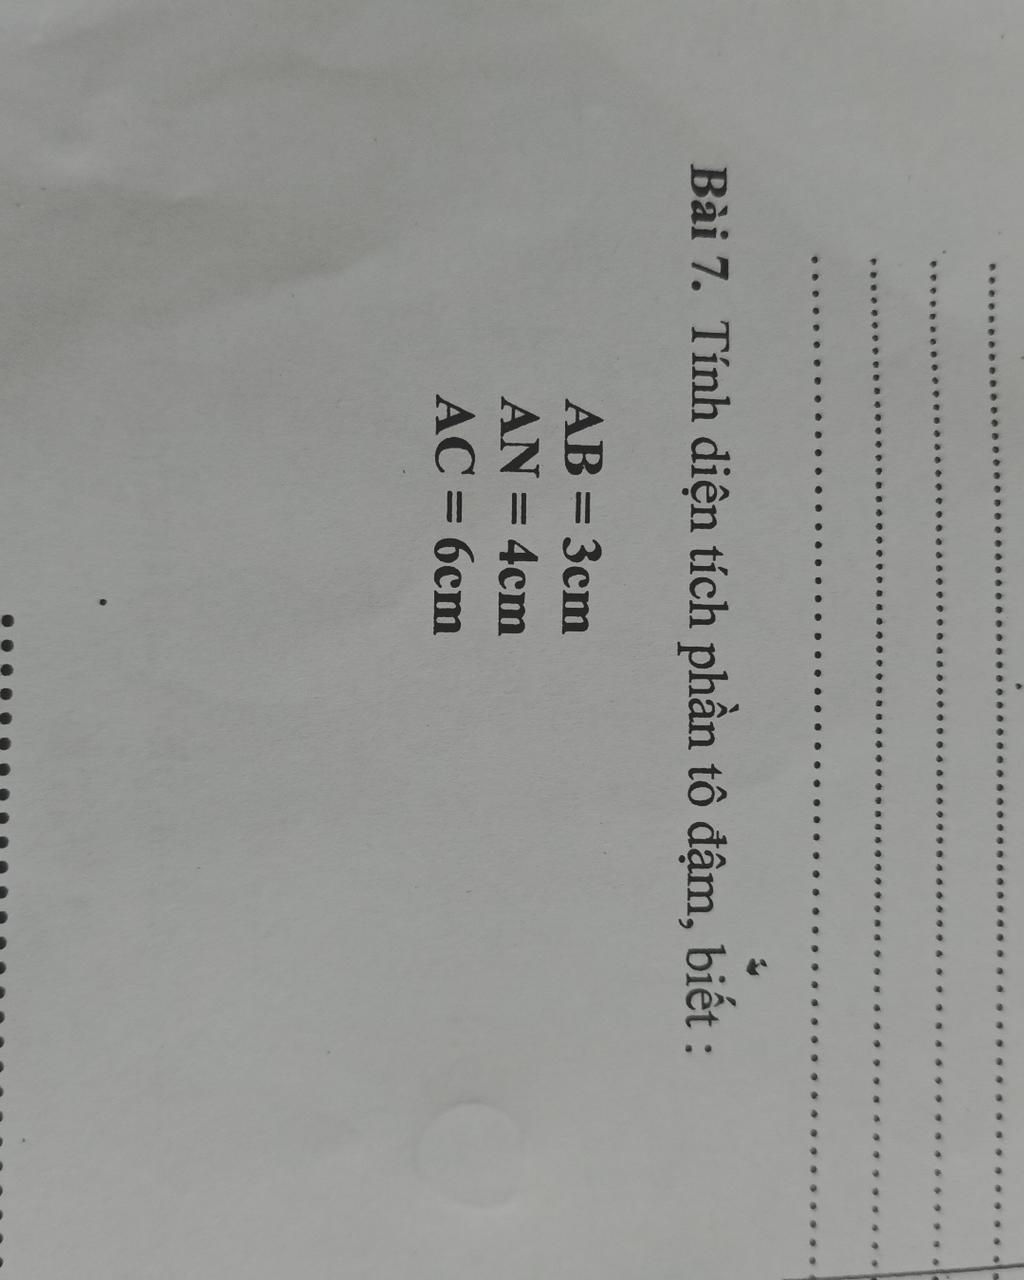 Bài 7. Tính diện tích phần tô đậm, biết :
AB = 3cm
AN = 4cm
AC = 6cm